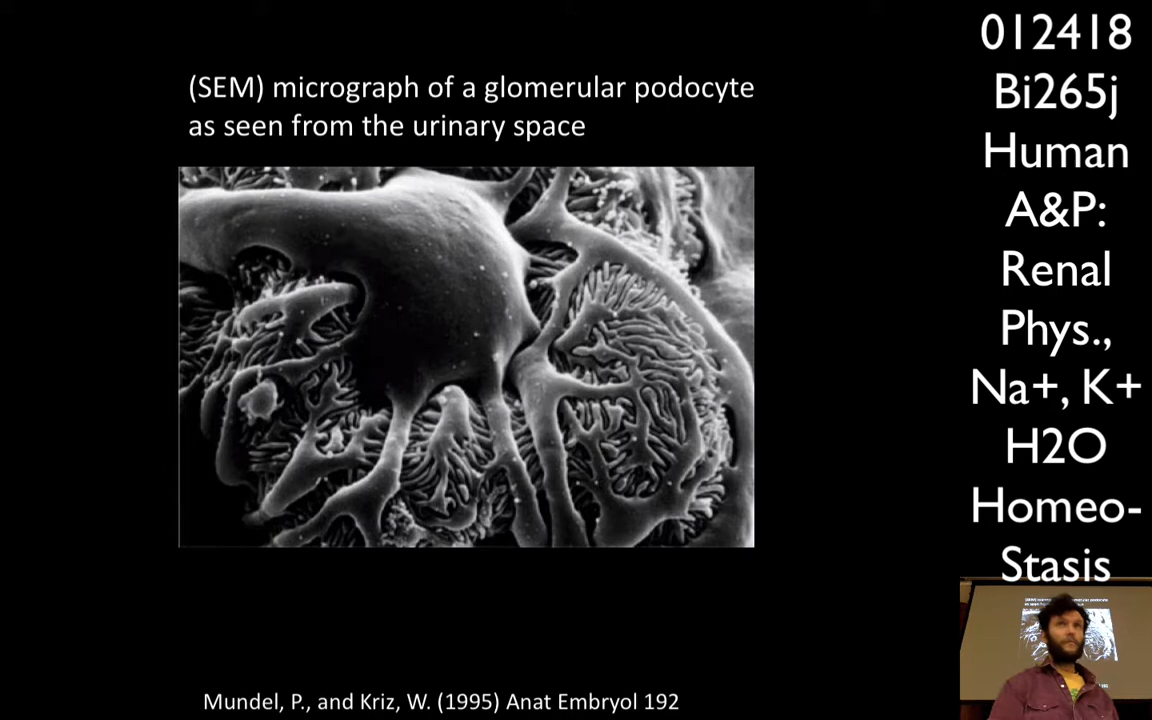 (SEM) micrograph of a glomerular podocyte
as seen from the urinary space
Mundel, P., and Kriz, W. (1995) Anat Embryol 192
012418
Bi265j
Human
A&P:
Renal
Phys.,
Na+, K+
H2O
Homeo-
Stasis